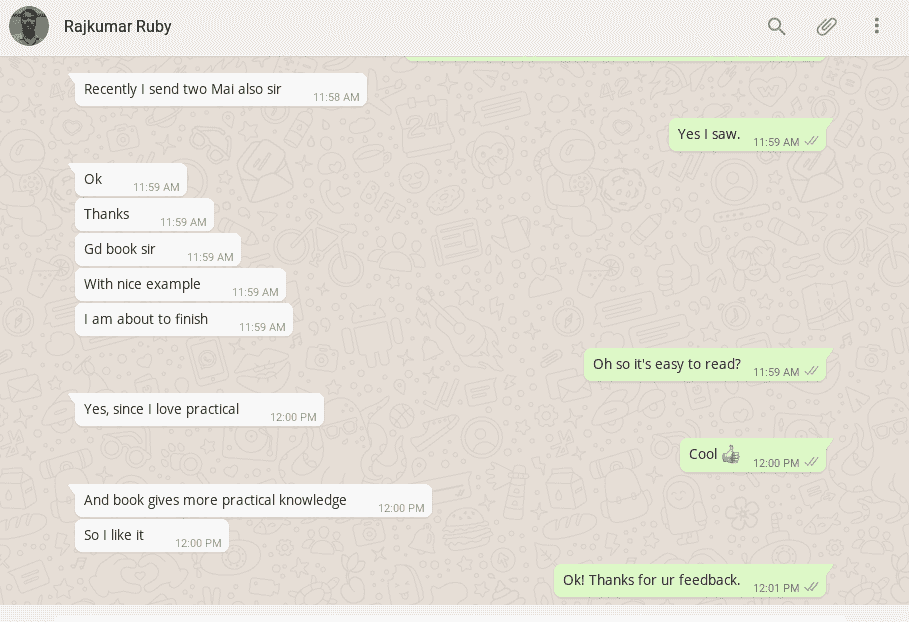 Rajkumar Ruby
Recently I send two Mai also sir 11:58 AM
Yes I saw. 11:59 AM
Ok 11:59 AM
Thanks 11:59 AM
Gd book sir 11:59 AM
With nice example 11:59 AM
I am about to finish 11:59 AM
Oh so it's easy to read? 11:59 AM
Yes, since I love practical 12:00 PM
Cool 👍 12:00 PM
And book gives more practical knowledge 12:00 PM
So I like it 12:00 PM
Ok! Thanks for ur feedback. 12:01 PM